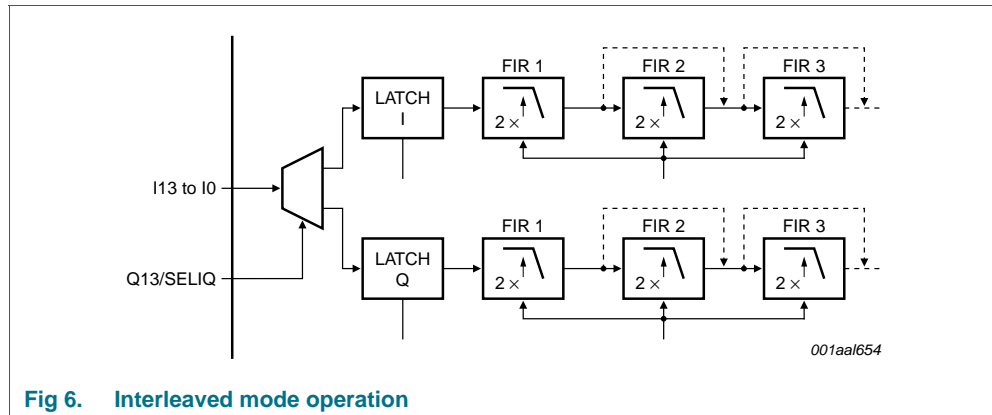 FIR 1
FIR 2
FIR 3
LATCH
I
2 ×
2 ×
2 ×
I13 to I0
FIR 1
FIR 2
FIR 3
LATCH
Q
Q13/SELIQ
2 ×
2 ×
2 ×
001aal654
Fig 6. Interleaved mode operation